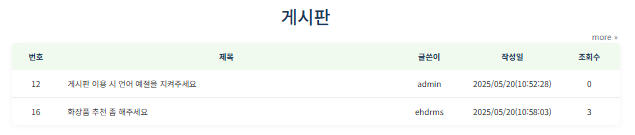 게시판
more »
번호 제목 글쓴이 작성일 조회수
12 게시판 이용 시 언어 예절을 지켜주세요 admin 2025/05/20(10:52:28) 0
16 화장품 추천 좀 해주세요 ehdrms 2025/05/20(10:58:03) 3